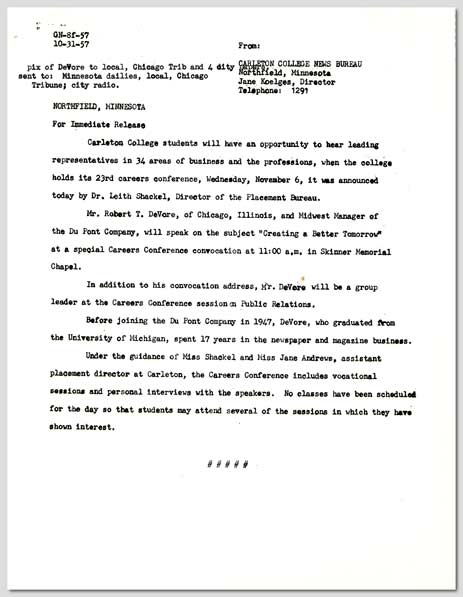 GN-8f-57
10-31-57
From:
pix of DeVore to local, Chicago Trib and 4 city papers;
sent to: Minnesota dailies, local, Chicago
Tribune; city radio.
CARLETON COLLEGE NEWS BUREAU
Northfield, Minnesota
Jane Koelges, Director
Telephone: 1291
NORTHFIELD, MINNESOTA
For Immediate Release
Carleton College students will have an opportunity to hear leading
representatives in 34 areas of business and the professions, when the college
holds its 23rd careers conference, Wednesday, November 6, it was announced
today by Dr. Leith Shackel, Director of the Placement Bureau.
Mr. Robert T. DeVore, of Chicago, Illinois, and Midwest Manager of
the Du Pont Company, will speak on the subject "Creating a Better Tomorrow"
at a special Careers Conference convocation at 11:00 a.m. in Skinner Memorial
Chapel.
In addition to his convocation address, Mr. DeVore will be a group
leader at the Careers Conference session on Public Relations.
Before joining the Du Pont Company in 1947, DeVore, who graduated from
the University of Michigan, spent 17 years in the newspaper and magazine business.
Under the guidance of Miss Shackel and Miss Jane Andrews, assistant
placement director at Carleton, the Careers Conference includes vocational
sessions and personal interviews with the speakers. No classes have been scheduled
for the day so that students may attend several of the sessions in which they have
shown interest.
# # # # #